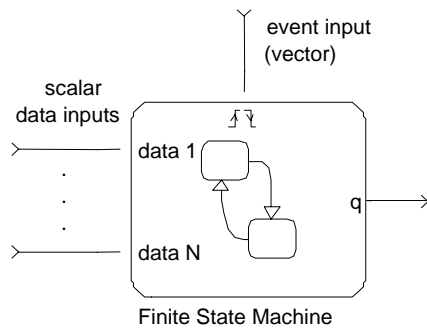 event input
(vector)
scalar
data inputs
data 1
.
.
.
q
data N
Finite State Machine